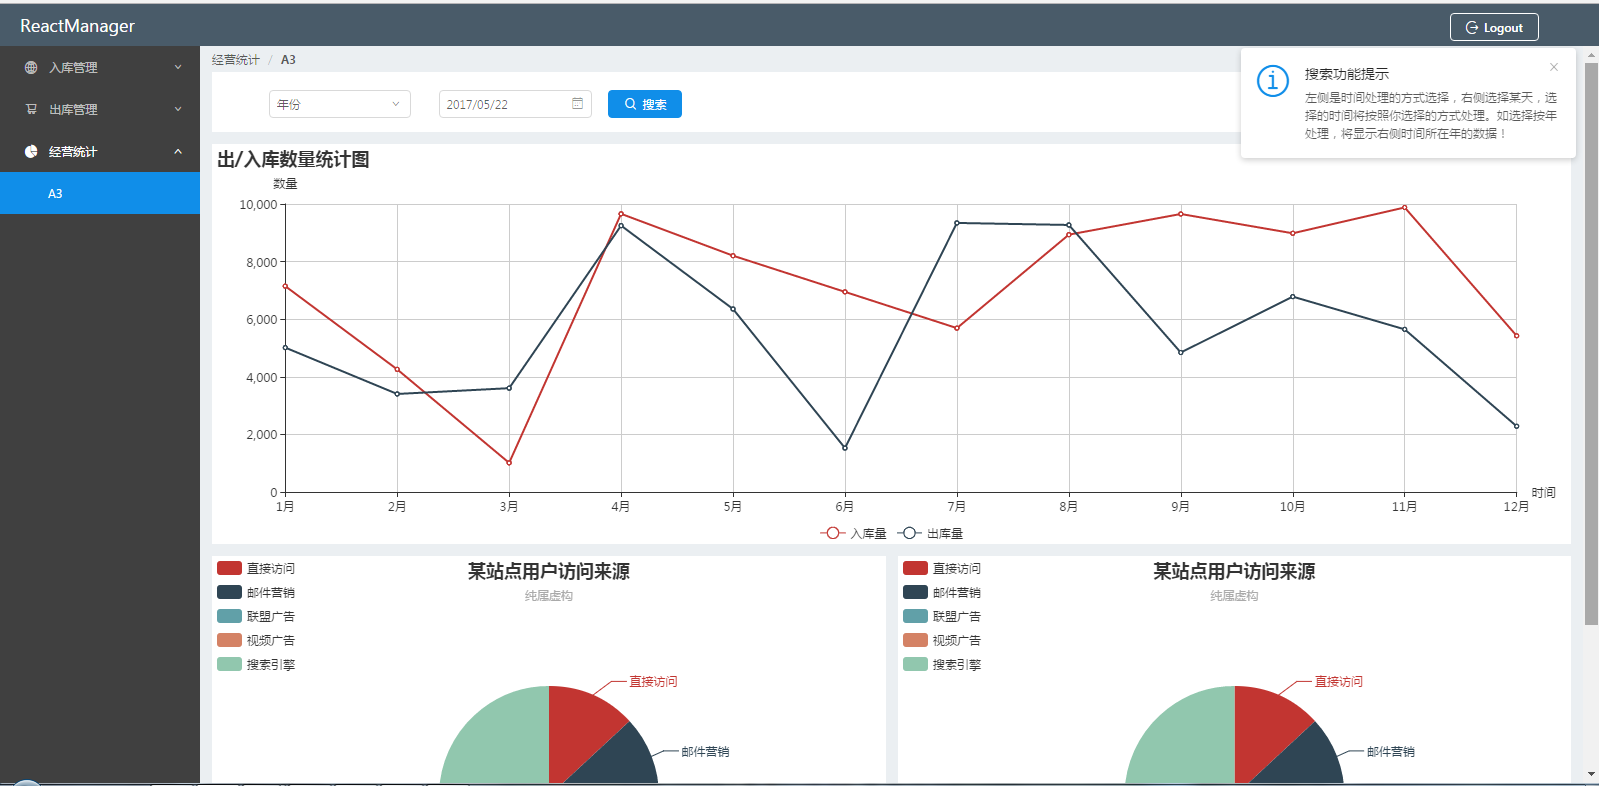 ReactManager
Logout
入库管理
出库管理
经营统计
A3
经营统计 / A3
年份
2017/05/22
搜索
搜索功能提示
左侧是时间处理的方式选择，右侧选择某天，选
择的时间将按照你选择的方式处理。如选择按年
处理，将显示右侧时间所在年的数据！
出/入库数量统计图
数量
10,000
8,000
6,000
4,000
2,000
0
1月 2月 3月 4月 5月 6月 7月 8月 9月 10月 11月 12月
时间
入库量 出库量
直接访问
邮件营销
联盟广告
视频广告
搜索引擎
某站点用户访问来源
纯属虚构
直接访问
邮件营销
直接访问
邮件营销
联盟广告
视频广告
搜索引擎
某站点用户访问来源
纯属虚构
直接访问
邮件营销